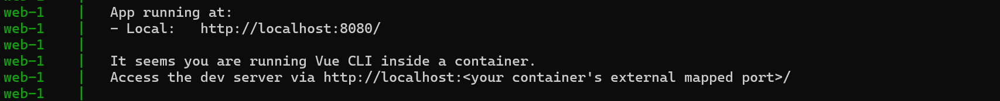 web-1 | App running at:
web-1 | - Local: http://localhost:8080/
web-1 |
web-1 | It seems you are running Vue CLI inside a container.
web-1 | Access the dev server via http://localhost:<your container's external mapped port>/
web-1 |